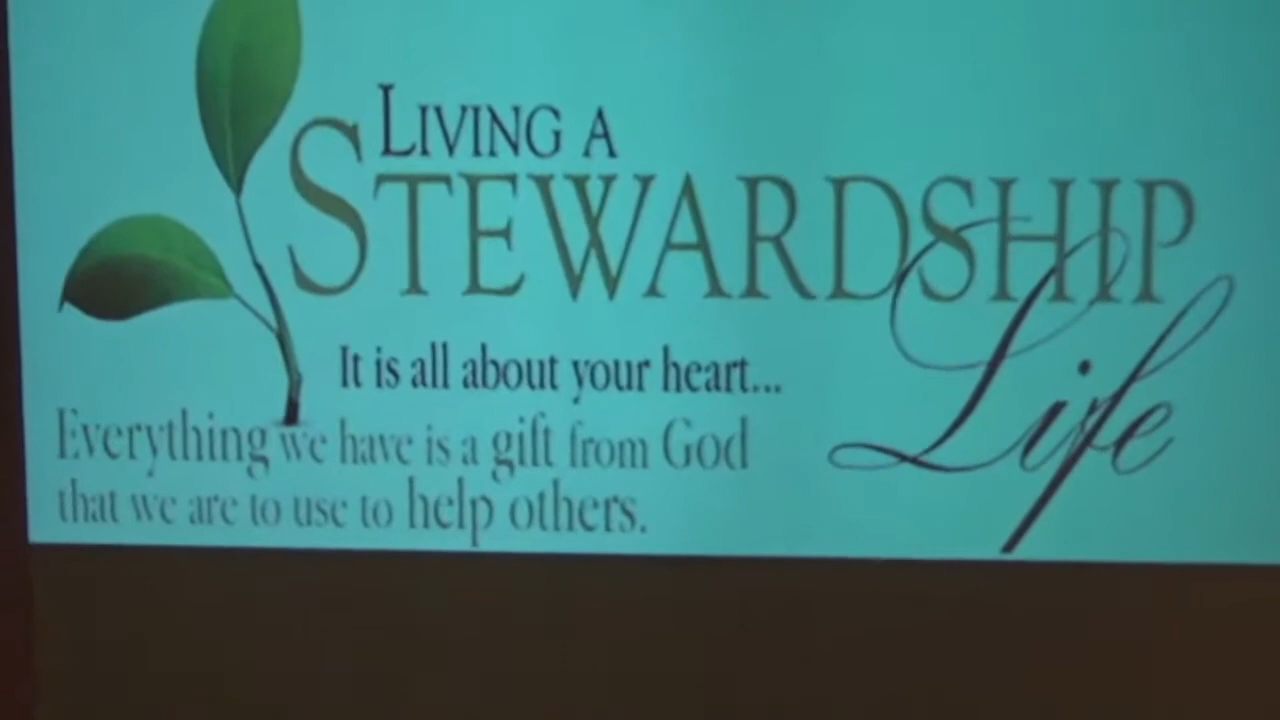 LIVING A
STEWARDSHIP
Life
It is all about your heart...
Everything we have is a gift from God
that we are to use to help others.